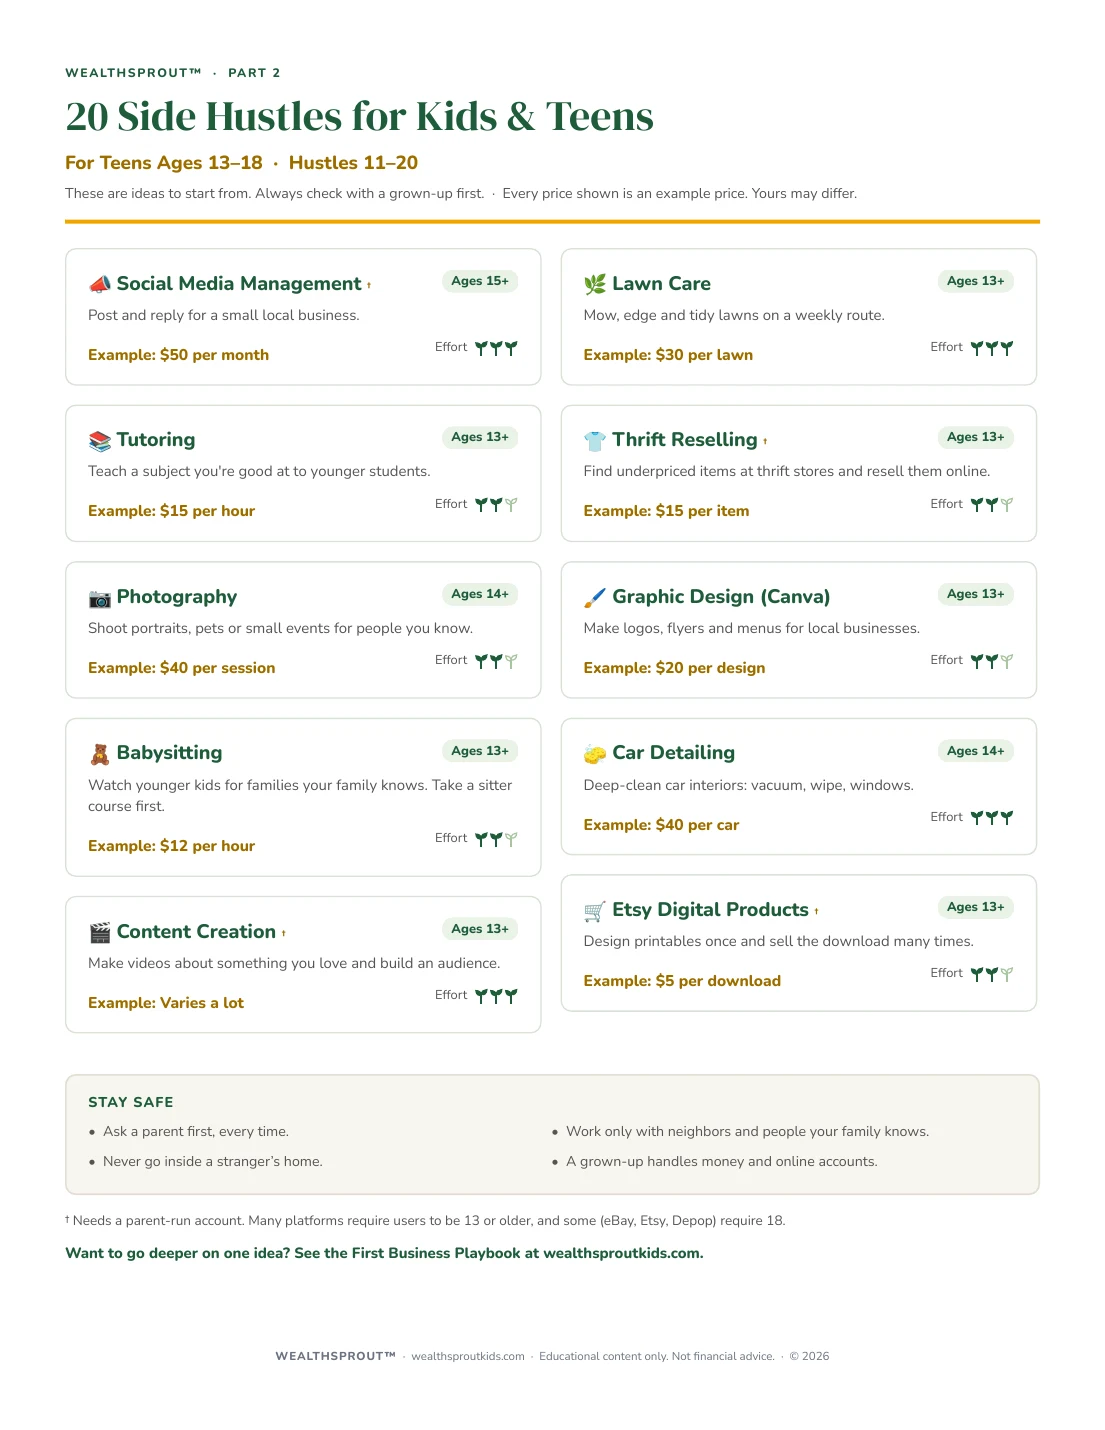 WEALTHSPROUT™ · PART 2
20 Side Hustles for Kids & Teens
For Teens Ages 13–18 · Hustles 11–20
These are ideas to start from. Always check with a grown-up first. · Every price shown is an example price. Yours may differ.
Social Media Management †
Ages 15+
Post and reply for a small local business.
Example: $50 per month
Effort
Lawn Care
Ages 13+
Mow, edge and tidy lawns on a weekly route.
Example: $30 per lawn
Effort
Tutoring
Ages 13+
Teach a subject you're good at to younger students.
Example: $15 per hour
Effort
Thrift Reselling †
Ages 13+
Find underpriced items at thrift stores and resell them online.
Example: $15 per item
Effort
Photography
Ages 14+
Shoot portraits, pets or small events for people you know.
Example: $40 per session
Effort
Graphic Design (Canva)
Ages 13+
Make logos, flyers and menus for local businesses.
Example: $20 per design
Effort
Babysitting
Ages 13+
Watch younger kids for families your family knows. Take a sitter
course first.
Example: $12 per hour
Effort
Car Detailing
Ages 14+
Deep-clean car interiors: vacuum, wipe, windows.
Example: $40 per car
Effort
Content Creation †
Ages 13+
Make videos about something you love and build an audience.
Example: Varies a lot
Effort
Etsy Digital Products †
Ages 13+
Design printables once and sell the download many times.
Example: $5 per download
Effort
STAY SAFE
• Ask a parent first, every time.
• Work only with neighbors and people your family knows.
• Never go inside a stranger’s home.
• A grown-up handles money and online accounts.
† Needs a parent-run account. Many platforms require users to be 13 or older, and some (eBay, Etsy, Depop) require 18.
Want to go deeper on one idea? See the First Business Playbook at wealthsproutkids.com.
WEALTHSPROUT™ · wealthsproutkids.com · Educational content only. Not financial advice. · © 2026